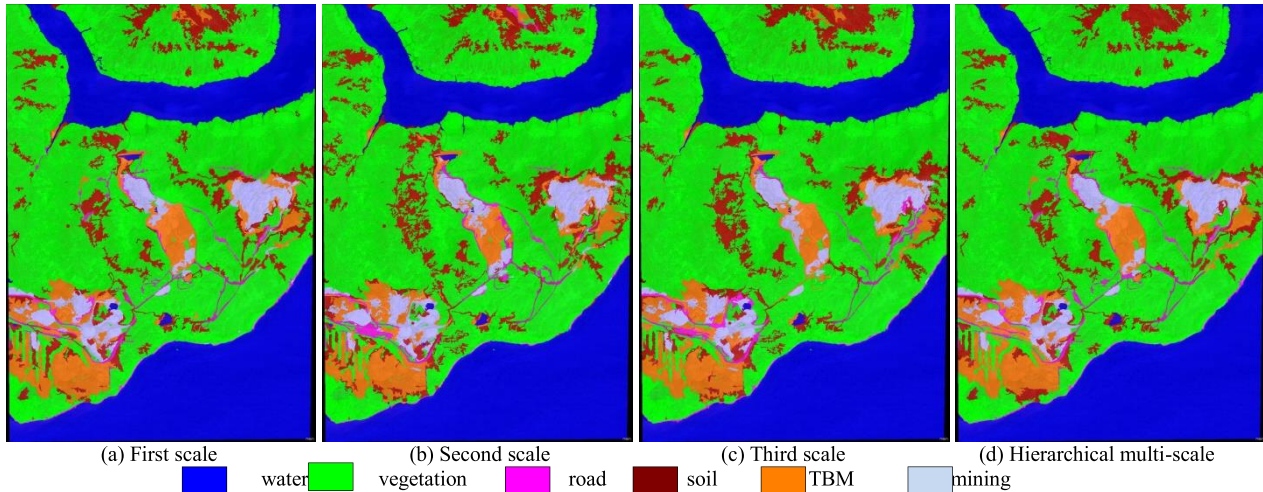 (a) First scale (b) Second scale (c) Third scale (d) Hierarchical multi-scale
water vegetation road soil TBM mining